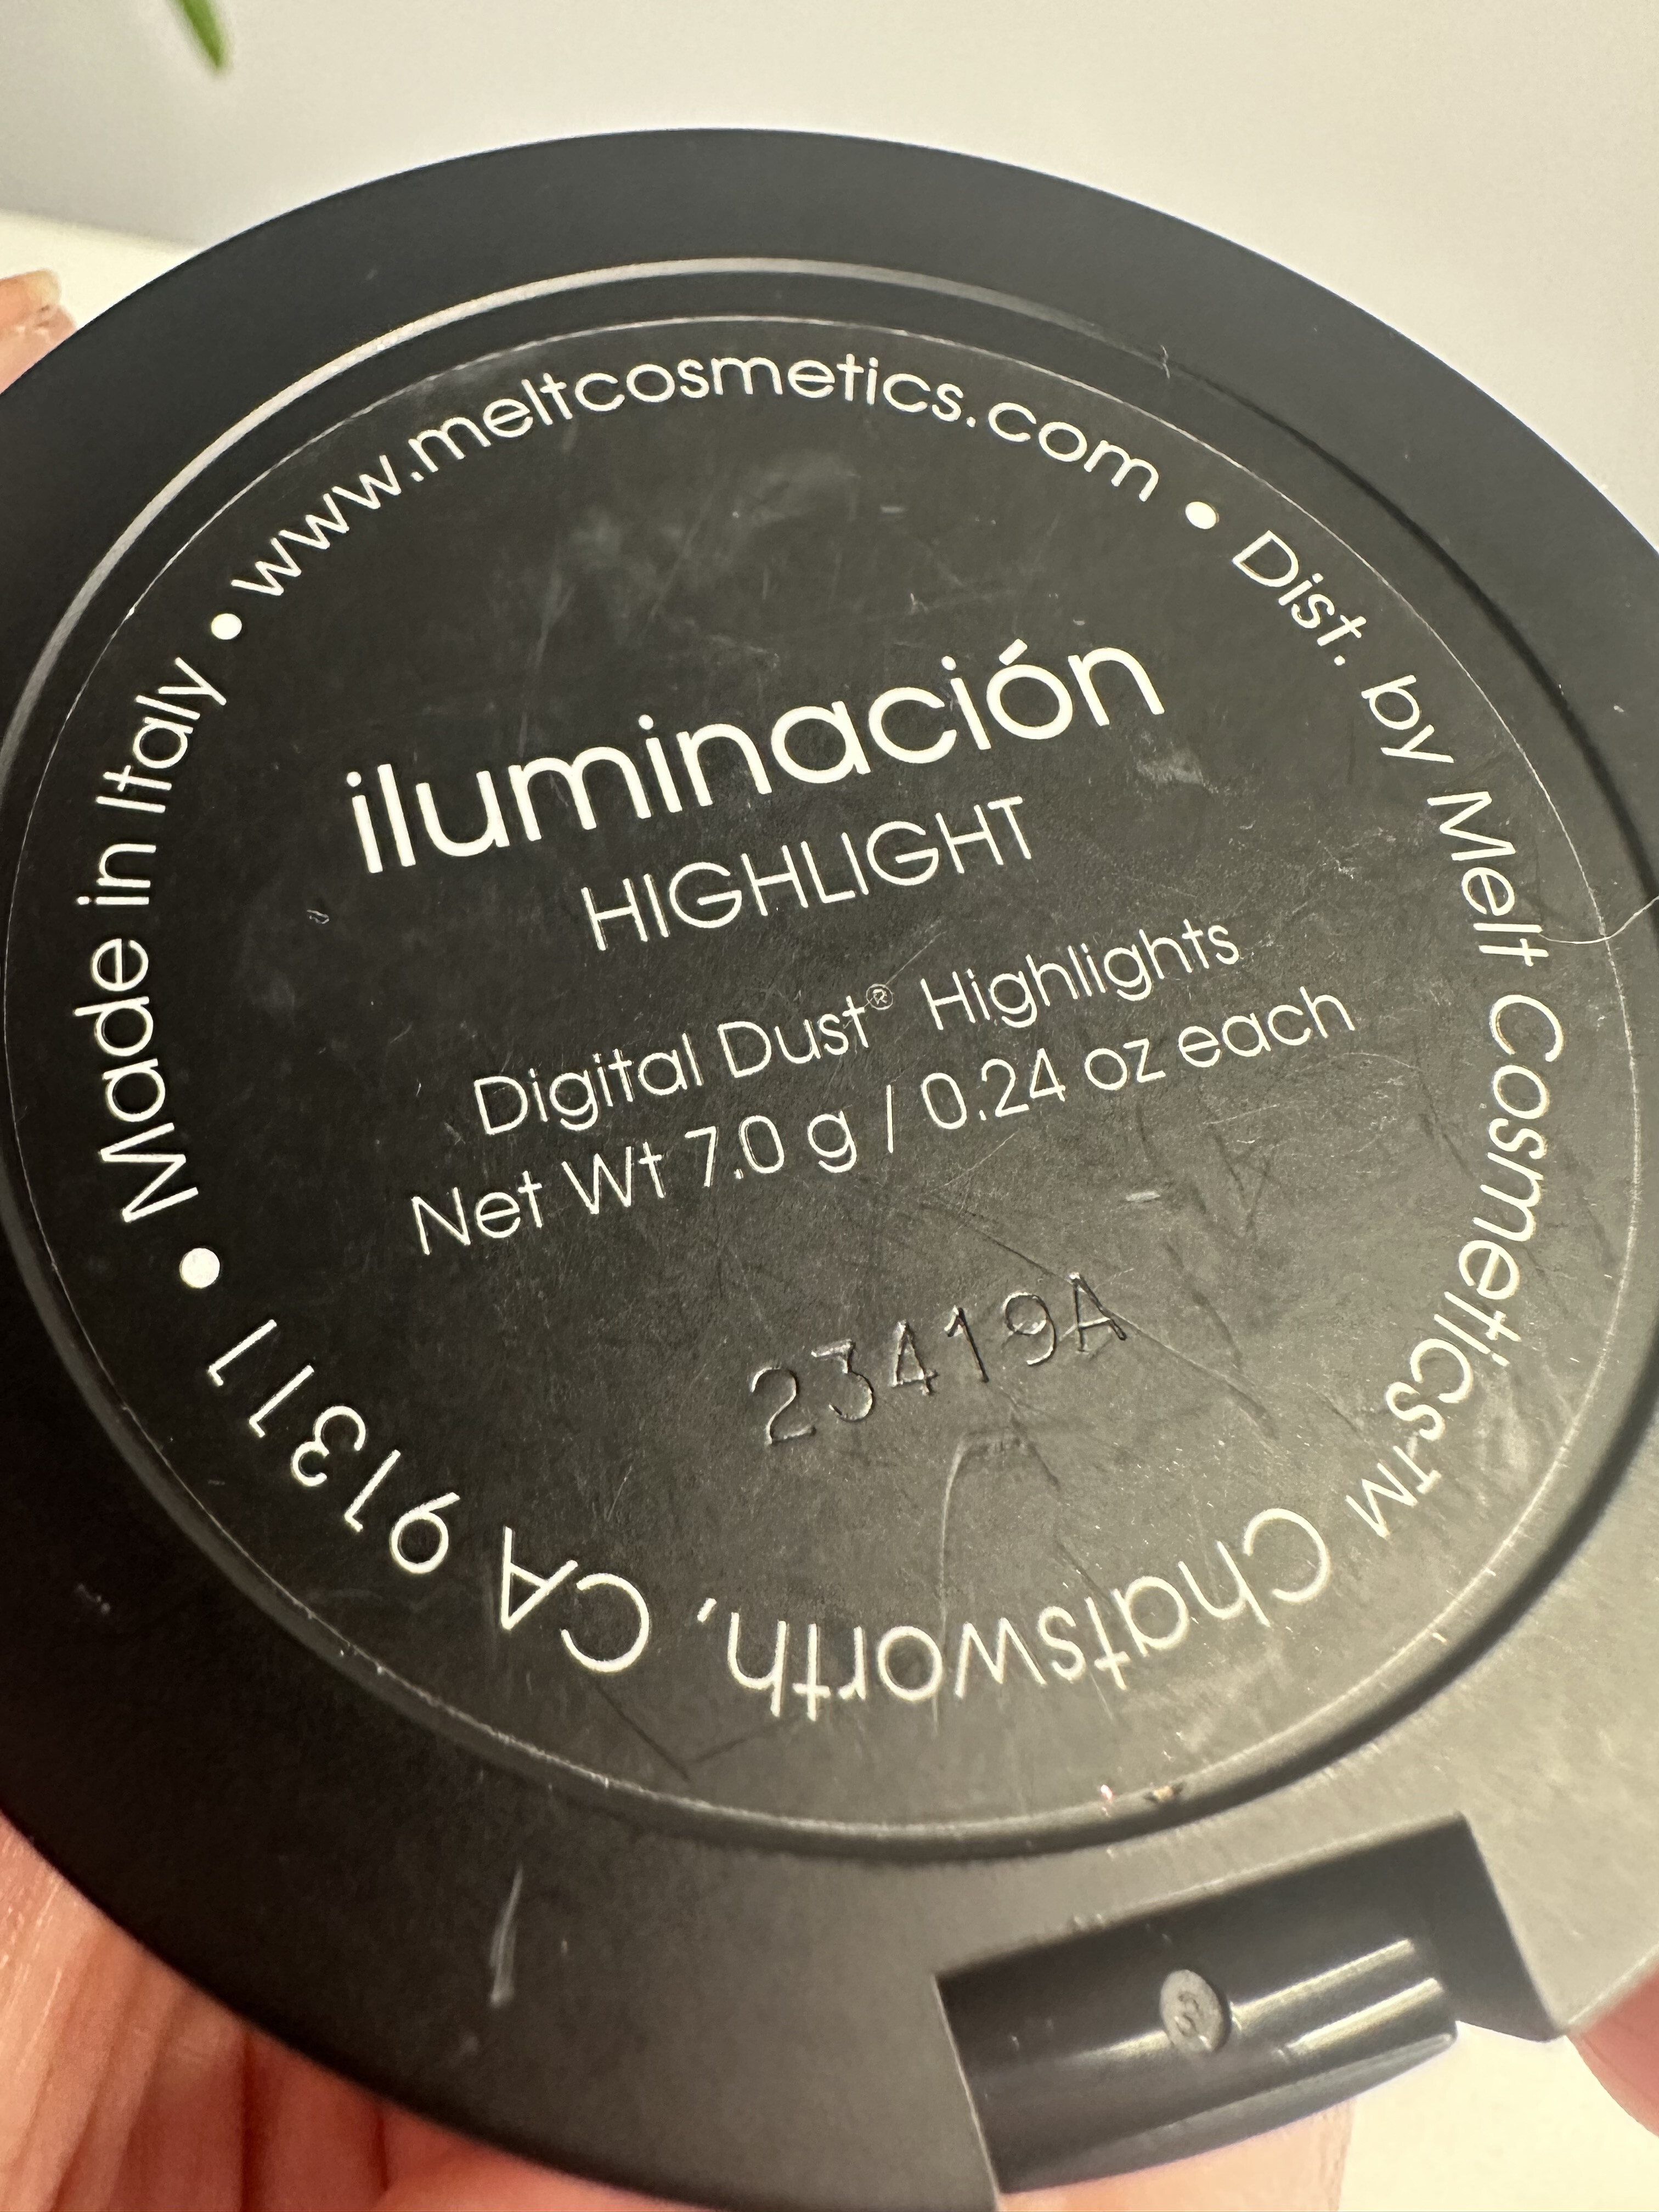 iluminación
HIGHLIGHT
Digital Dust® Highlights
Net Wt 7.0 g / 0.24 oz each
23419A
• www.meltcosmetics.com • Dist. by Melt Cosmetics™ Chatsworth, CA 91311 • Made in Italy